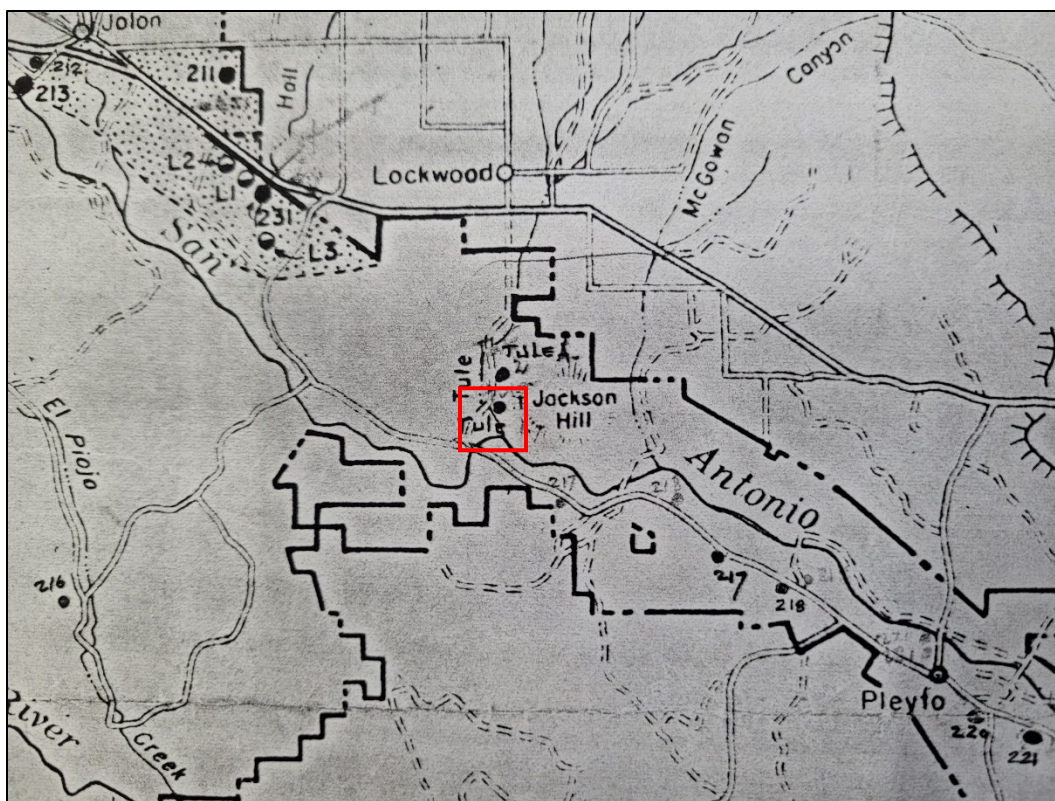 Jolon
212
213
211
Hall
Canyon
L2
L1
231
L3
Lockwood
McGowan
San
Tule
TULE
Jackson
Hill
Tule
El Piojo
Antonio
217
218
216
217
218
Pleyto
220
221
River
Creek